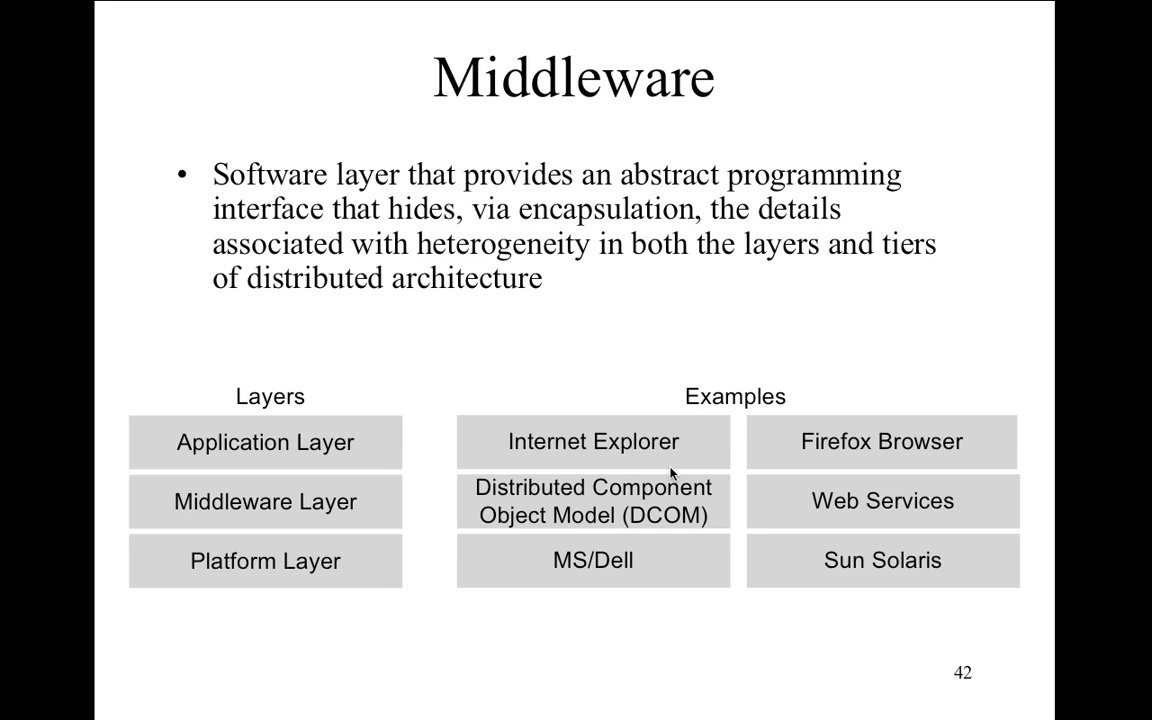 Middleware
• Software layer that provides an abstract programming
interface that hides, via encapsulation, the details
associated with heterogeneity in both the layers and tiers
of distributed architecture
Layers
Examples
Application Layer
Internet Explorer
Firefox Browser
Middleware Layer
Distributed Component
Object Model (DCOM)
Web Services
Platform Layer
MS/Dell
Sun Solaris
42